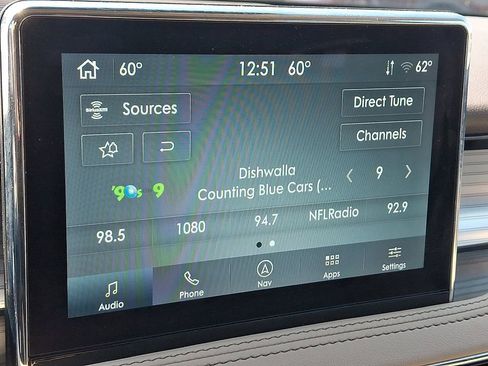 60° 12:51 60° 62°
SiriusXM Sources Direct Tune
Channels
Dishwalla
'90s 9 Counting Blue Cars (... 9
98.5 1080 94.7 NFLRadio 92.9
Audio Phone Nav Apps Settings